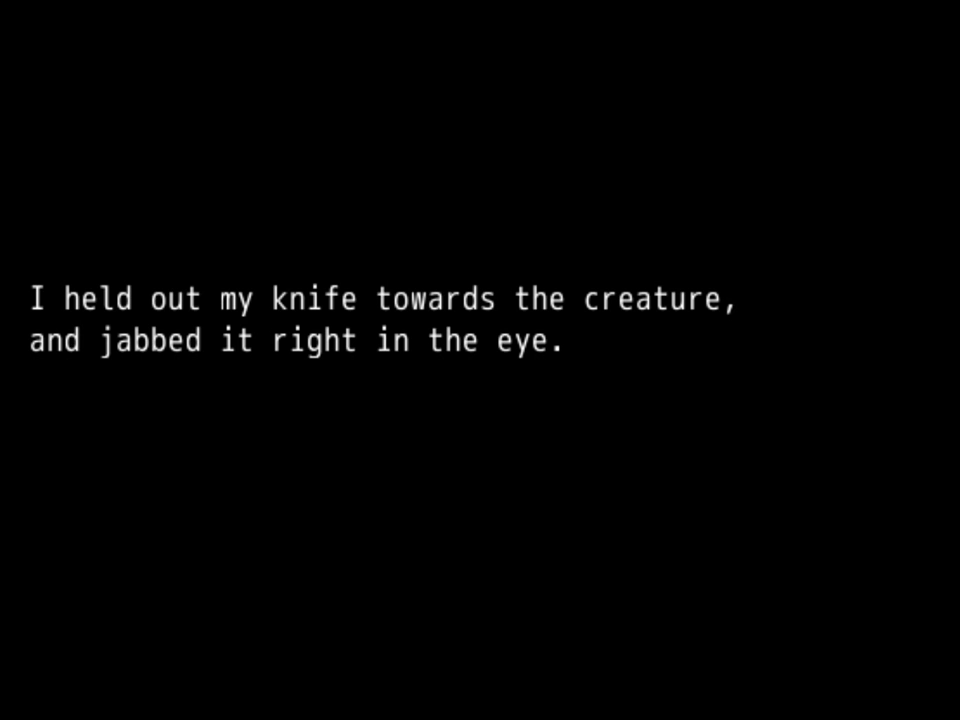 I held out my knife towards the creature,
and jabbed it right in the eye.